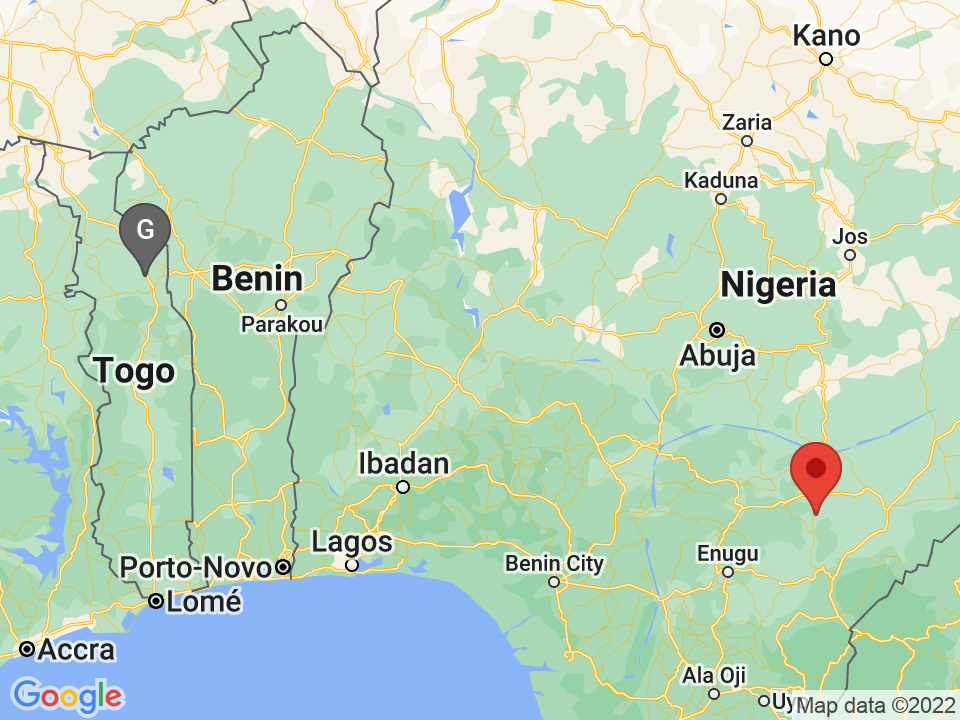 Kano
Zaria
Kaduna
G
Jos
Benin
Nigeria
Parakou
Abuja
Togo
Ibadan
Lagos
Enugu
Porto-Novo
Benin City
Lomé
Accra
Ala Oji
Google
Map data ©2022